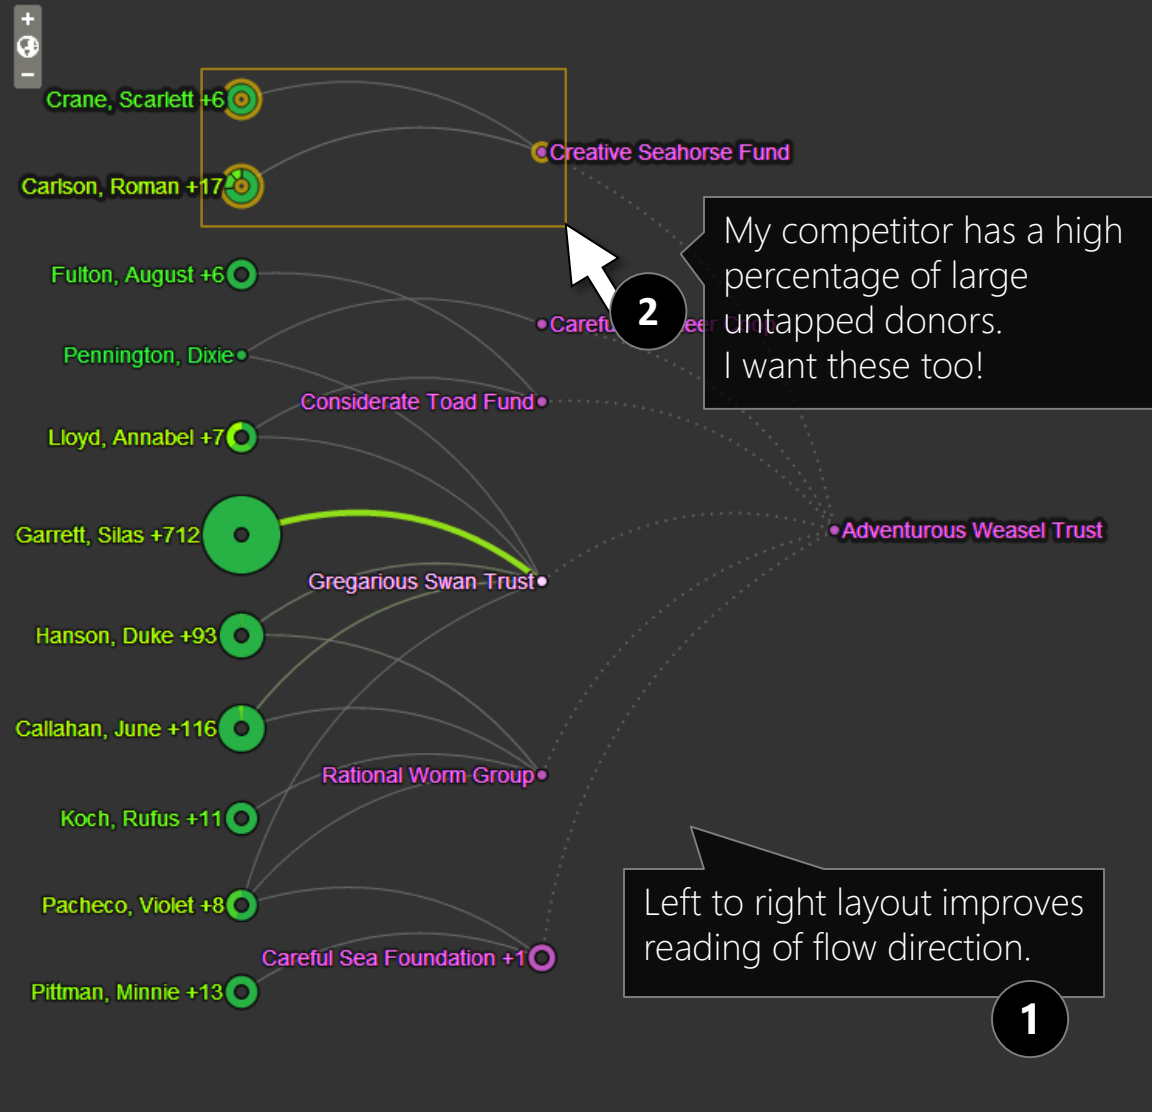 +
−
Crane, Scarlett +6
Creative Seahorse Fund
Carlson, Roman +17
My competitor has a high
percentage of large
untapped donors.
I want these too!
Fulton, August +6
2
Pennington, Dixie
Considerate Toad Fund
Lloyd, Annabel +7
Garrett, Silas +712
Adventurous Weasel Trust
Gregarious Swan Trust
Hanson, Duke +93
Callahan, June +116
Rational Worm Group
Koch, Rufus +11
Left to right layout improves
reading of flow direction.
Pacheco, Violet +8
Careful Sea Foundation +1
Pittman, Minnie +13
1